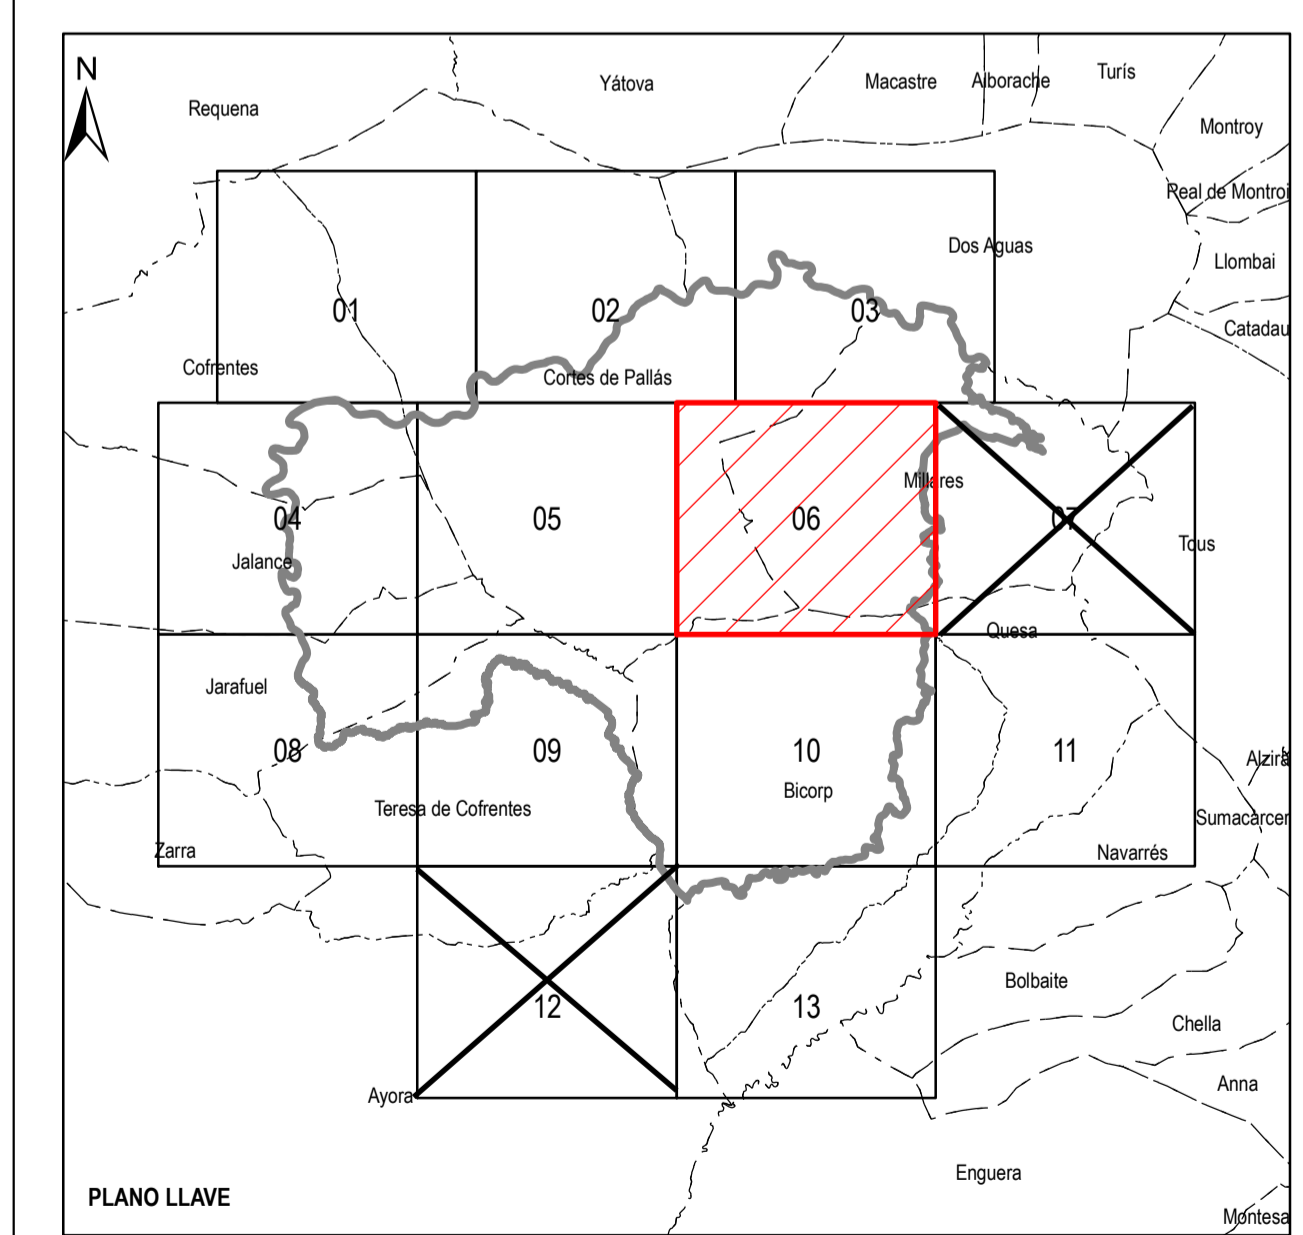 N
Requena
Yátova
Macastre
Alborache
Turís
Montroy
Real de Montroi
Dos Aguas
Llombai
01
02
03
Catadau
Cofrentes
Cortes de Pallás
Millares
04
05
06
07
Tous
Jalance
Quesa
Jarafuel
08
09
10
11
Alzira
Bicorp
Teresa de Cofrentes
Sumacàrcer
Zarra
Navarrés
Bolbaite
12
13
Chella
Ayora
Anna
Enguera
PLANO LLAVE
Montesa